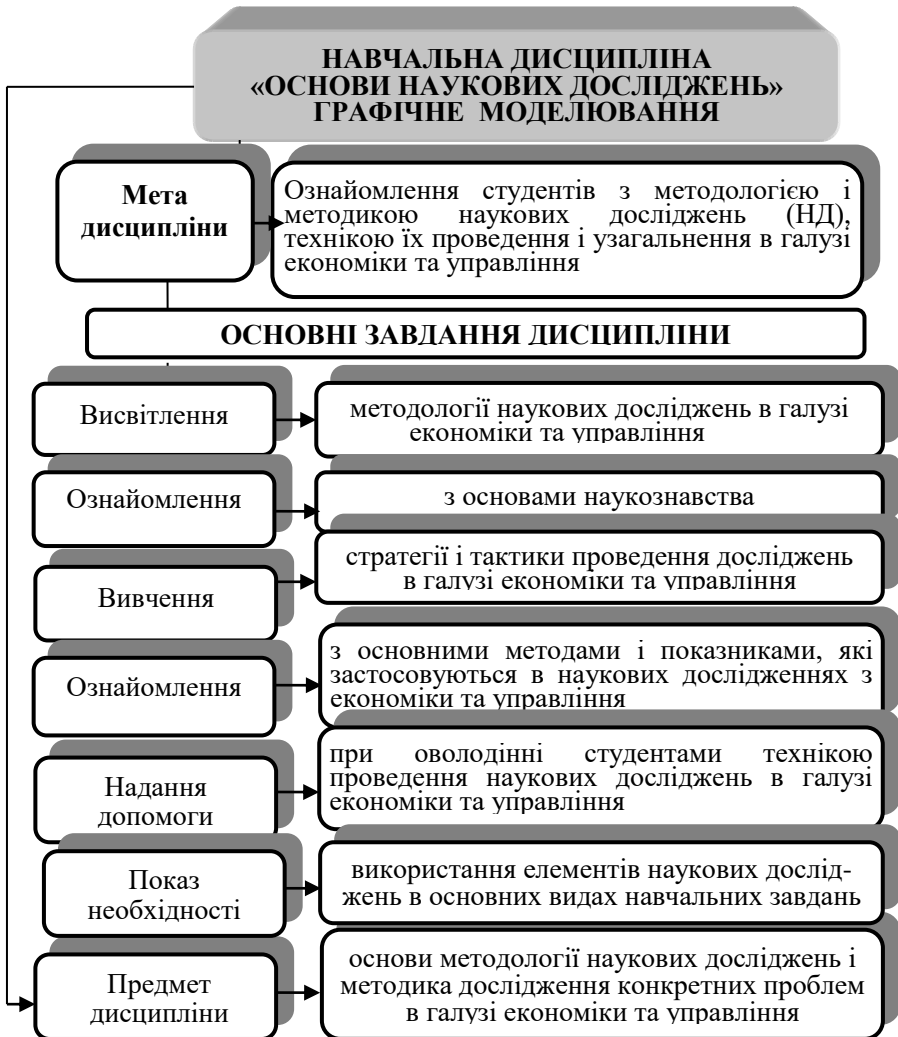 НАВЧАЛЬНА ДИСЦИПЛІНА
«ОСНОВИ НАУКОВИХ ДОСЛІДЖЕНЬ»
ГРАФІЧНЕ МОДЕЛЮВАННЯ
Мета
дисципліни
Ознайомлення студентів з методологією і
методикою наукових досліджень (НД),
технікою їх проведення і узагальнення в галузі
економіки та управління
ОСНОВНІ ЗАВДАННЯ ДИСЦИПЛІНИ
Висвітлення
методології наукових досліджень в галузі
економіки та управління
Ознайомлення
з основами наукознавства
Вивчення
стратегії і тактики проведення досліджень
в галузі економіки та управління
Ознайомлення
з основними методами і показниками, які
застосовуються в наукових дослідженнях з
економіки та управління
Надання
допомоги
при оволодінні студентами технікою
проведення наукових досліджень в галузі
економіки та управління
Показ
необхідності
використання елементів наукових дослід-
жень в основних видах навчальних завдань
Предмет
дисципліни
основи методології наукових досліджень і
методика дослідження конкретних проблем
в галузі економіки та управління